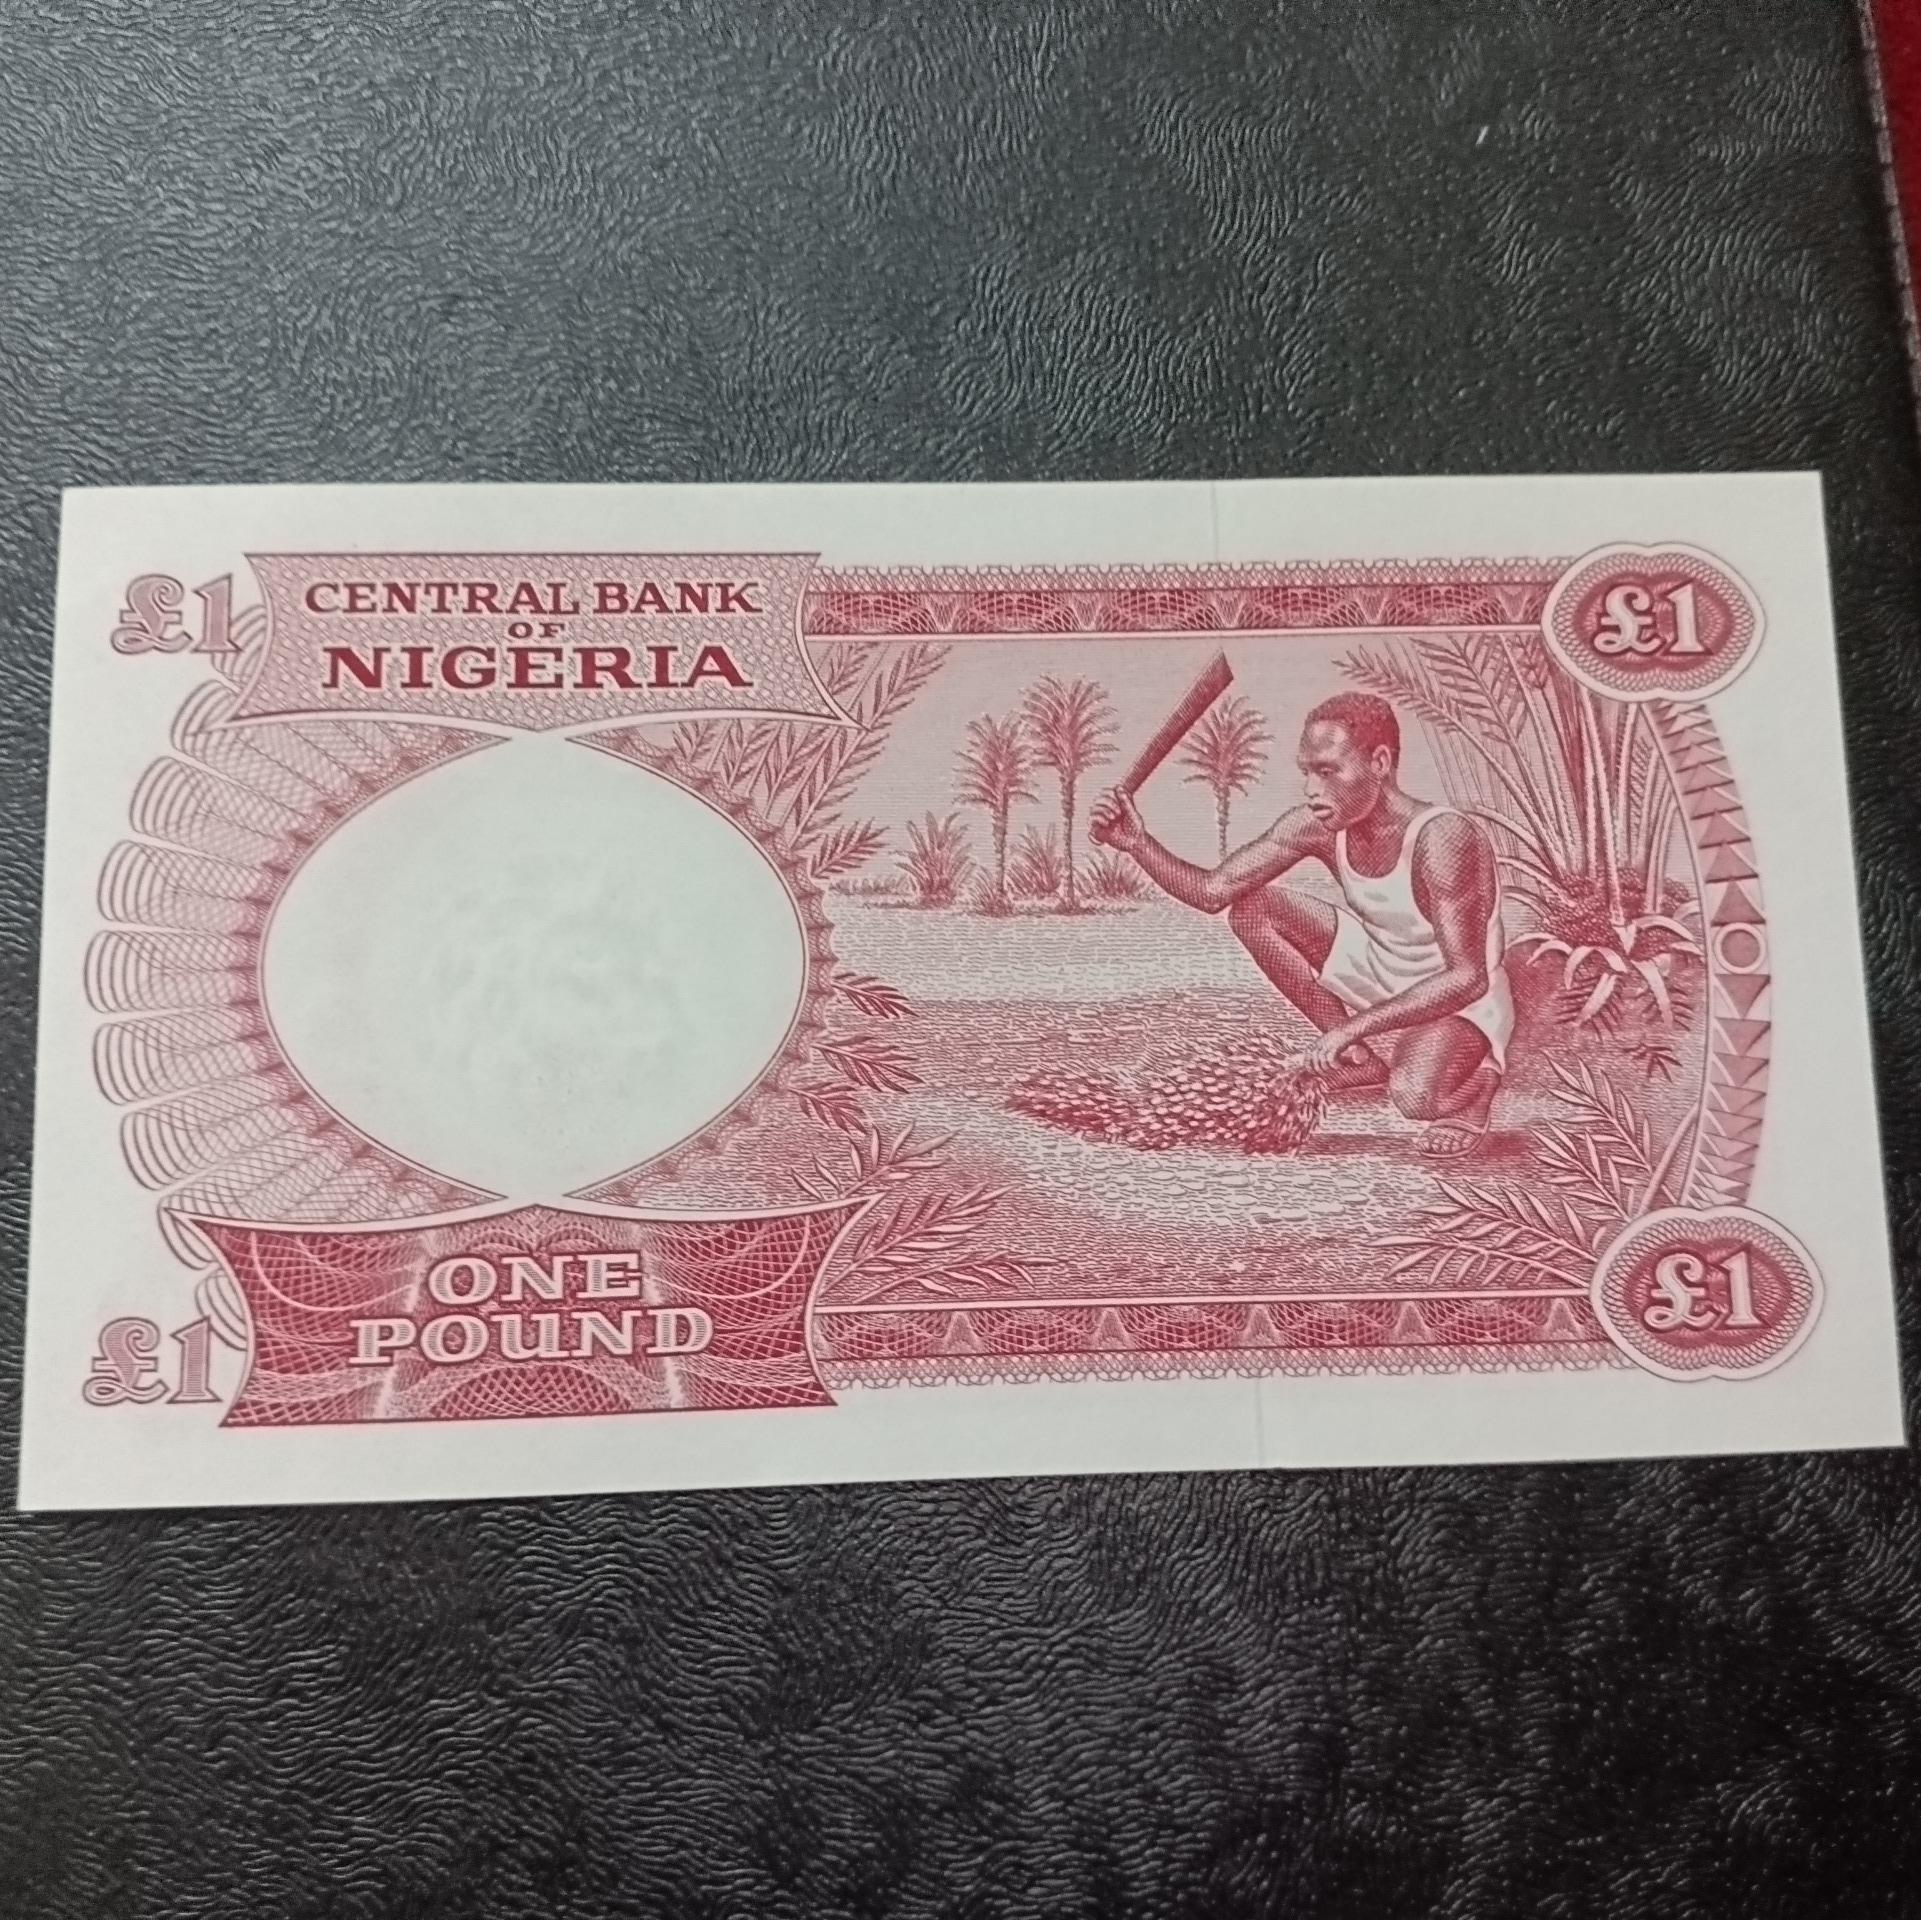 £1
CENTRAL BANK
OF
NIGERIA
£1
£1
ONE
POUND
£1